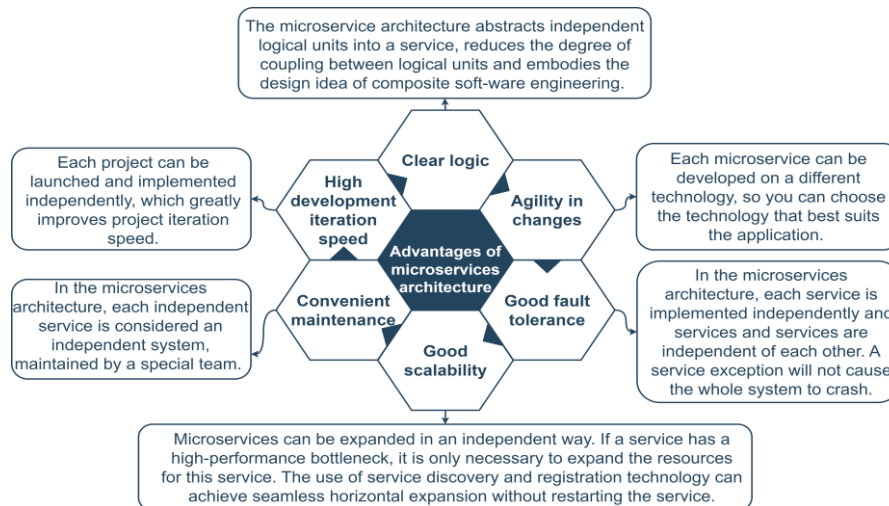 The microservice architecture abstracts independent
logical units into a service, reduces the degree of
coupling between logical units and embodies the
design idea of composite soft-ware engineering.
Clear logic
Each project can be
launched and implemented
independently, which greatly
improves project iteration
speed.
High
development
iteration
speed
Agility in
changes
Each microservice can be
developed on a different
technology, so you can choose
the technology that best suits
the application.
Advantages of
microservices
architecture
In the microservices
architecture, each independent
service is considered an
independent system,
maintained by a special team.
Convenient
maintenance
Good fault
tolerance
In the microservices
architecture, each service is
implemented independently and
services and services are
independent of each other. A
service exception will not cause
the whole system to crash.
Good
scalability
Microservices can be expanded in an independent way. If a service has a
high-performance bottleneck, it is only necessary to expand the resources
for this service. The use of service discovery and registration technology can
achieve seamless horizontal expansion without restarting the service.